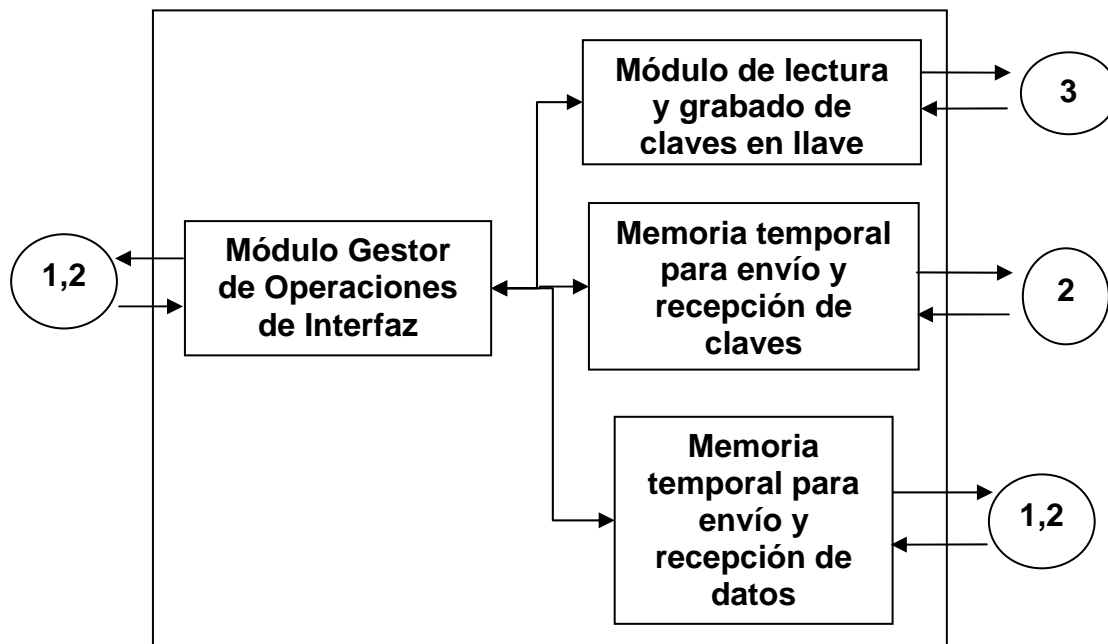 Módulo de lectura
y grabado de
claves en llave
3
1,2
Módulo Gestor
de Operaciones
de Interfaz
Memoria temporal
para envío y
recepción de
claves
2
Memoria
temporal para
envío y
recepción de
datos
1,2